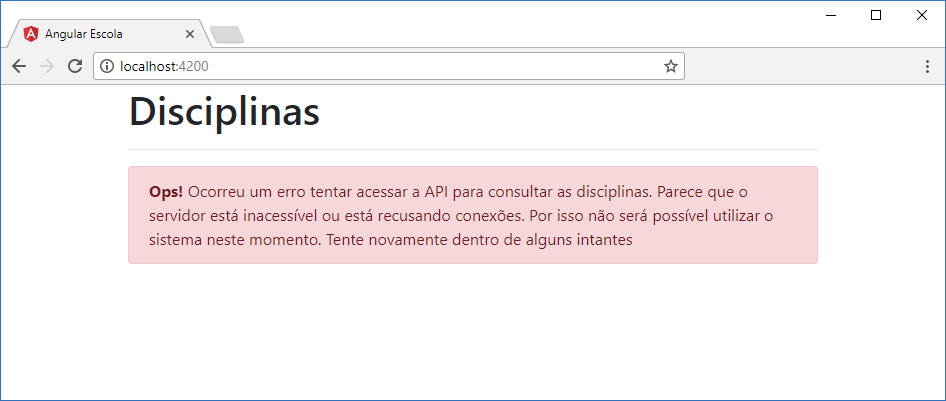 Angular Escola
localhost:4200
Disciplinas
Ops! Ocorreu um erro tentar acessar a API para consultar as disciplinas. Parece que o
servidor está inacessível ou está recusando conexões. Por isso não será possível utilizar o
sistema neste momento. Tente novamente dentro de alguns intantes